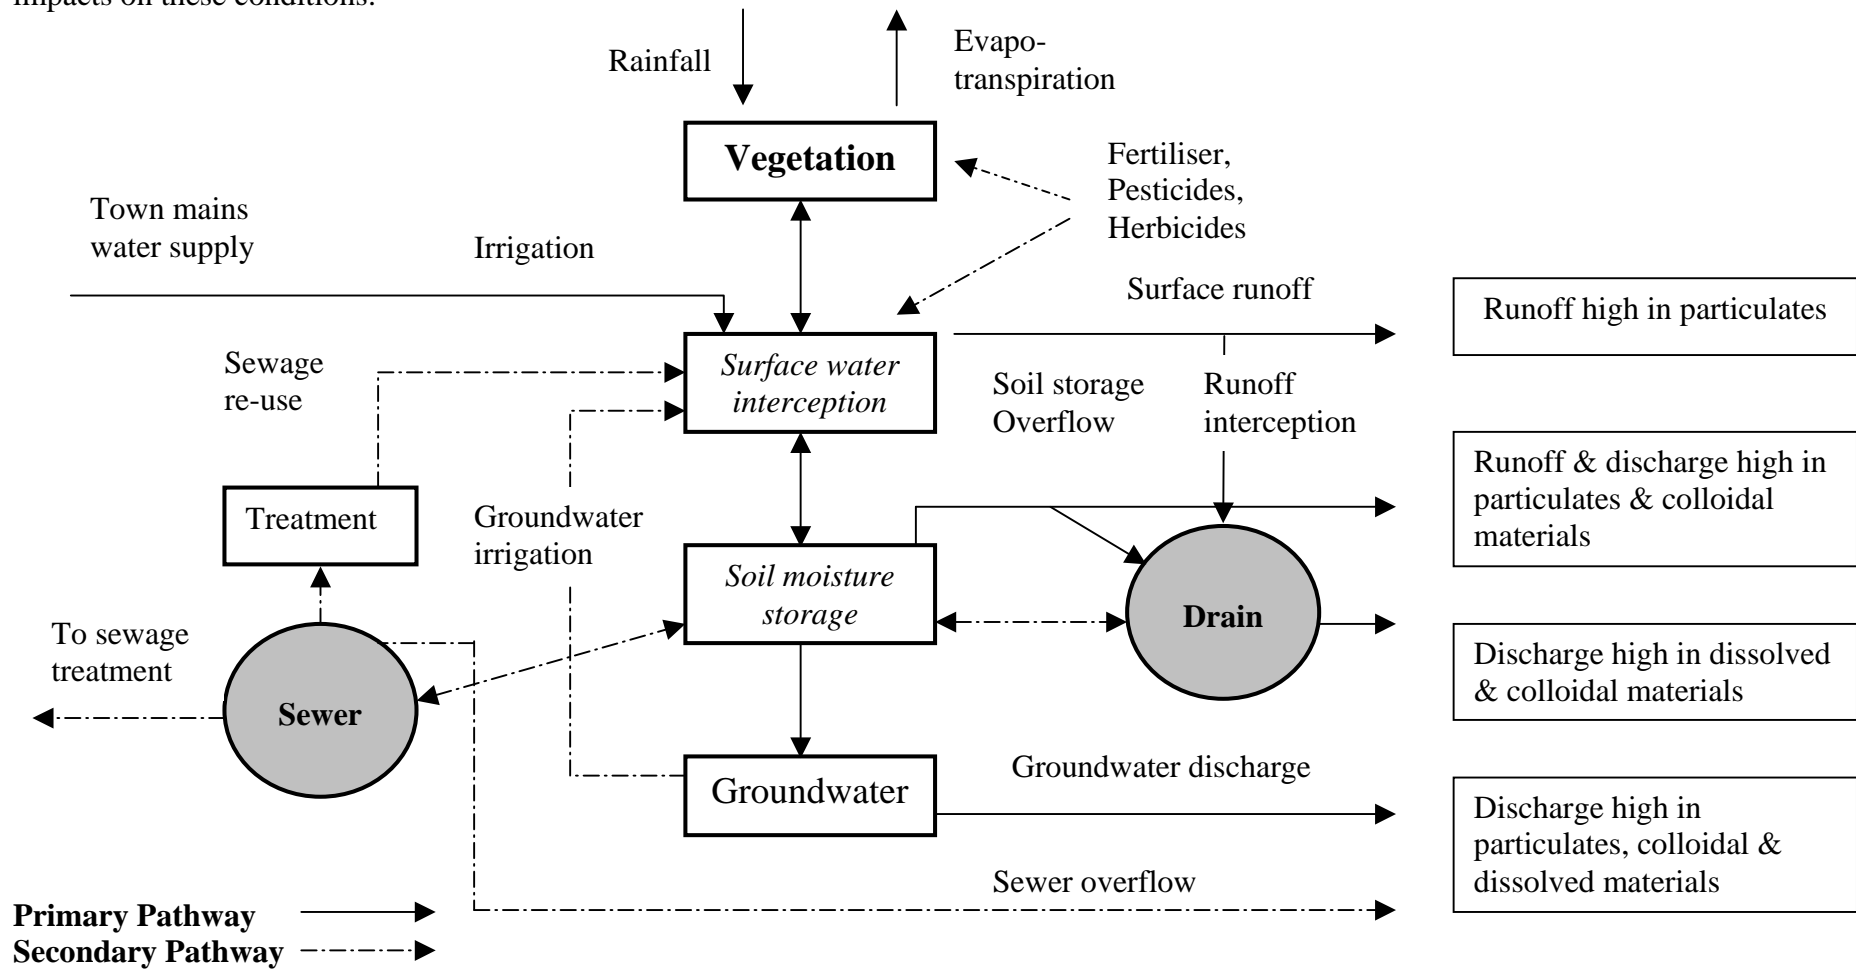 impacts on these conditions.
Rainfall
Evapo-
transpiration
Vegetation
Fertiliser,
Pesticides,
Herbicides
Town mains
water supply
Irrigation
Surface runoff
Runoff high in particulates
Sewage
re-use
Surface water
interception
Soil storage
Overflow
Runoff
interception
Runoff & discharge high in
particulates & colloidal
materials
Treatment
Groundwater
irrigation
Soil moisture
storage
Drain
To sewage
treatment
Sewer
Discharge high in dissolved
& colloidal materials
Groundwater
Groundwater discharge
Discharge high in
particulates, colloidal &
dissolved materials
Sewer overflow
Primary Pathway
Secondary Pathway